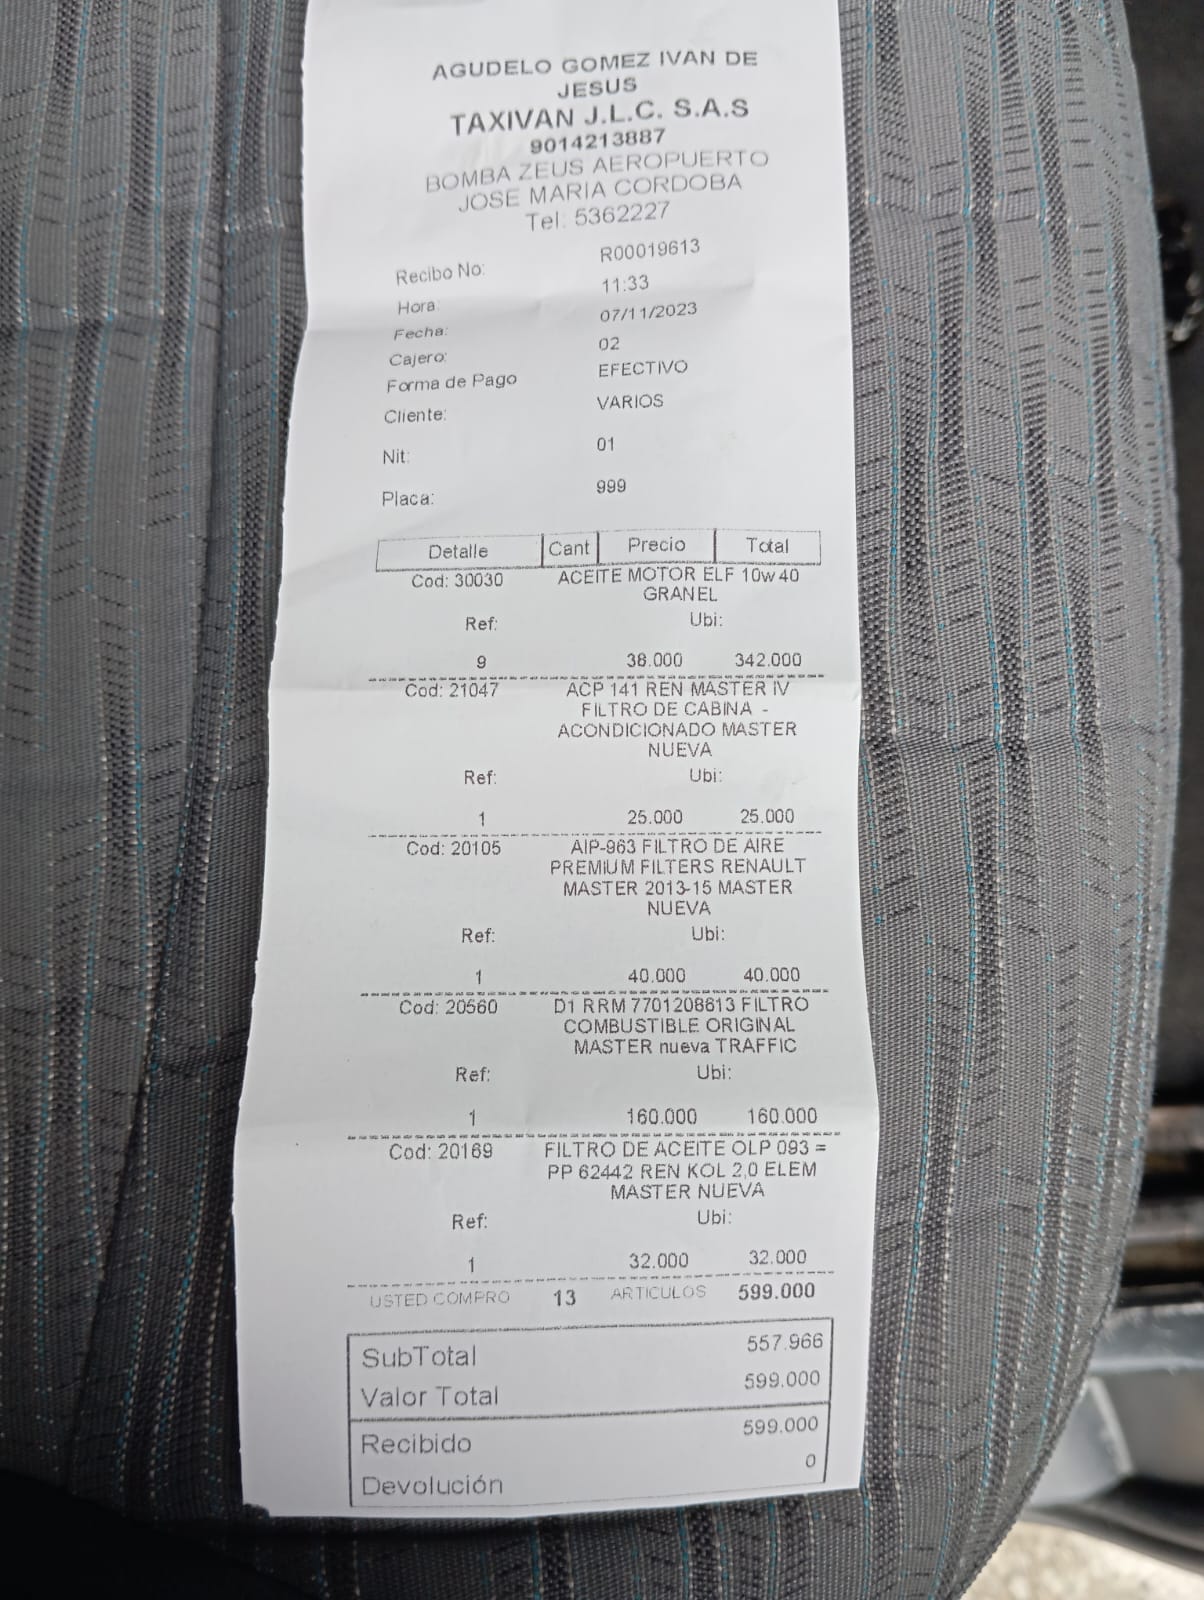 AGUDELO GOMEZ IVAN DE
JESUS
TAXIVAN J.L.C. S.A.S
9014213887
BOMBA ZEUS AEROPUERTO
JOSE MARIA CORDOBA
Tel: 5362227
Recibo No: R00019613
Hora: 11:33
Fecha: 07/11/2023
Cajero: 02
Forma de Pago EFECTIVO
Cliente: VARIOS
Nit: 01
Placa: 999
Detalle Cant Precio Total
Cod: 30030 ACEITE MOTOR ELF 10w40
GRANEL
Ref: Ubi:
9 38.000 342.000
Cod: 21047 ACP 141 REN MASTER IV
FILTRO DE CABINA -
ACONDICIONADO MASTER
NUEVA
Ref: Ubi:
1 25.000 25.000
Cod: 20105 AIP-963 FILTRO DE AIRE
PREMIUM FILTERS RENAULT
MASTER 2013-15 MASTER
NUEVA
Ref: Ubi:
1 40.000 40.000
Cod: 20560 D1 RRM 7701208613 FILTRO
COMBUSTIBLE ORIGINAL
MASTER nueva TRAFFIC
Ref: Ubi:
1 160.000 160.000
Cod: 20169 FILTRO DE ACEITE OLP 093 =
PP 62442 REN KOL 2,0 ELEM
MASTER NUEVA
Ref: Ubi:
1 32.000 32.000
USTED COMPRO 13 ARTICULOS 599.000
SubTotal 557.966
Valor Total 599.000
Recibido 599.000
Devolución 0